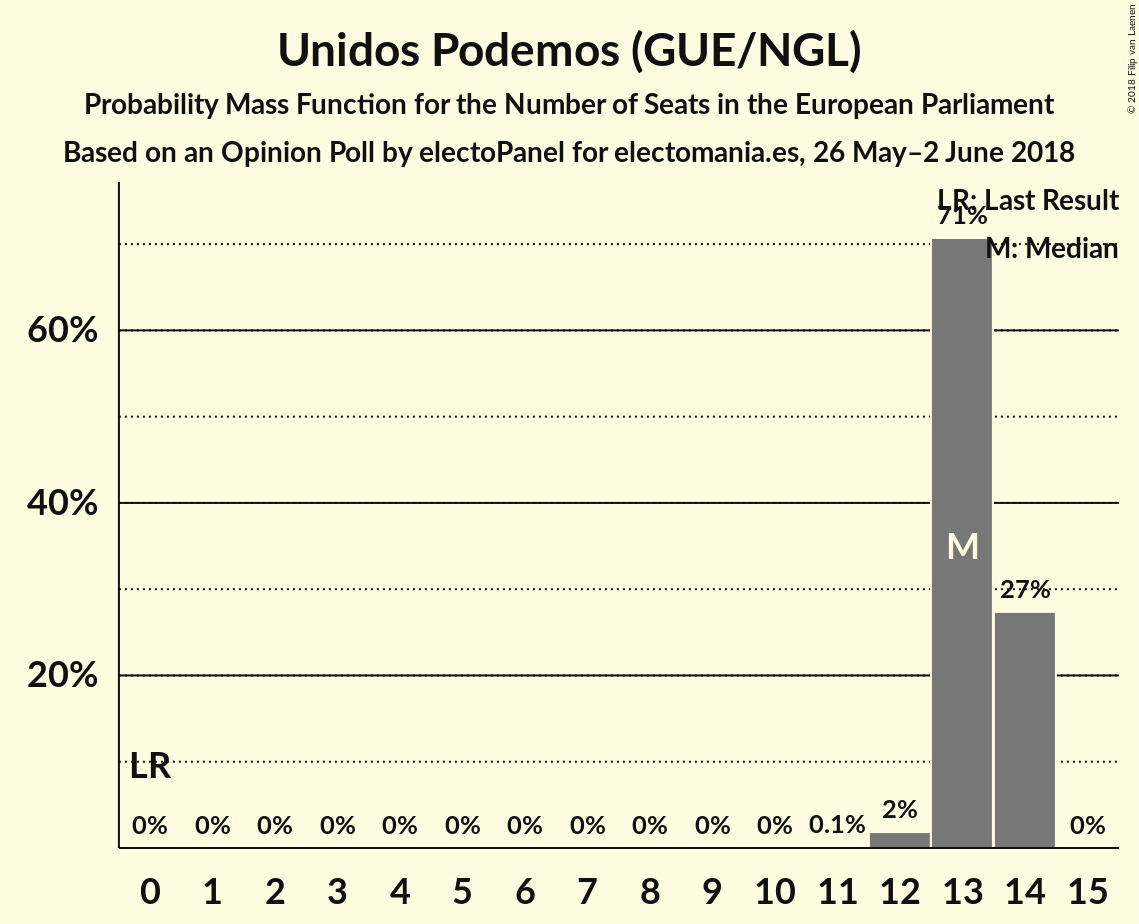 Unidos Podemos (GUE/NGL)
Probability Mass Function for the Number of Seats in the European Parliament
Based on an Opinion Poll by electoPanel for electomania.es, 26 May–2 June 2018
© 2018 Filip van Laenen
LR: Last Result
71%
M: Median
60%
40%
M
27%
20%
LR
0% 0% 0% 0% 0% 0% 0% 0% 0% 0% 0% 0.1% 2% 0%
0 1 2 3 4 5 6 7 8 9 10 11 12 13 14 15